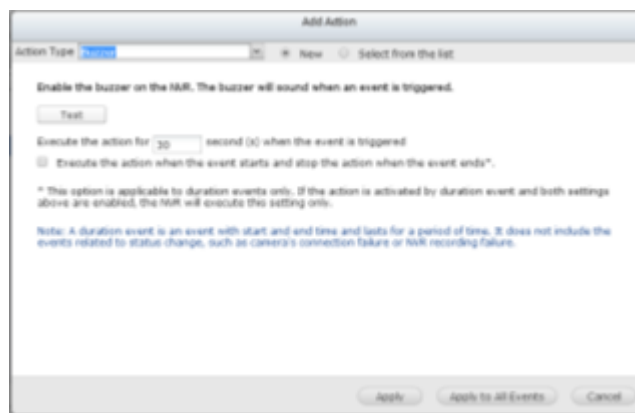 Add Action
Action Type Buzzer New Select from the list
Enable the buzzer on the NVR. The buzzer will sound when an event is triggered.
Test
Execute the action for 30 second (s) when the event is triggered
Execute the action when the event starts and stop the action when the event ends*.
* This option is applicable to duration events only. If the action is activated by duration event and both settings
above are enabled, the NVR will execute this setting only.
Note: A duration event is an event with start and end time and lasts for a period of time. It does not include the
events related to status change, such as camera's connection failure or NVR recording failure.
Apply Apply to All Events Cancel